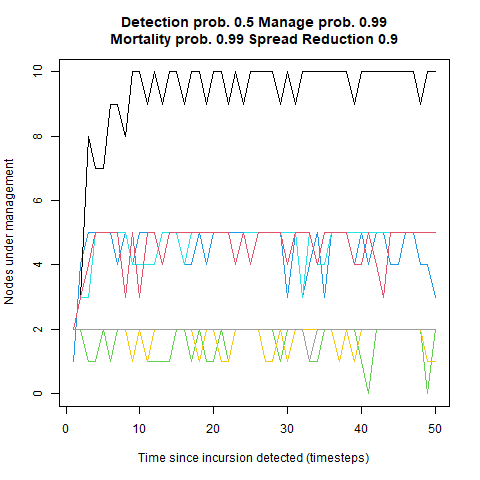 Detection prob. 0.5 Manage prob. 0.99
Mortality prob. 0.99 Spread Reduction 0.9
Nodes under management
10
8
6
4
2
0
0 10 20 30 40 50
Time since incursion detected (timesteps)